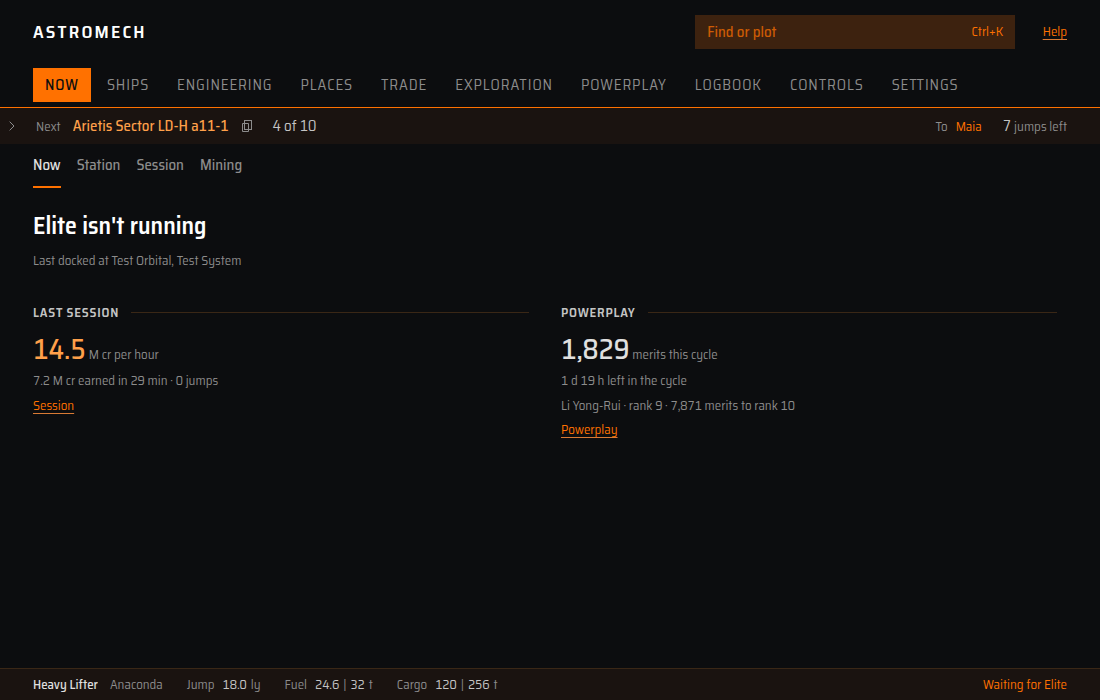 ASTROMECH
Find or plot Ctrl+K Help
NOW SHIPS ENGINEERING PLACES TRADE EXPLORATION POWERPLAY LOGBOOK CONTROLS SETTINGS
Next Arietis Sector LD-H a11-1 4 of 10 To Maia 7 jumps left
Now Station Session Mining
Elite isn't running
Last docked at Test Orbital, Test System
LAST SESSION
14.5 M cr per hour
7.2 M cr earned in 29 min · 0 jumps
Session
POWERPLAY
1,829 merits this cycle
1 d 19 h left in the cycle
Li Yong-Rui · rank 9 · 7,871 merits to rank 10
Powerplay
Heavy Lifter Anaconda Jump 18.0 ly Fuel 24.6 | 32 t Cargo 120 | 256 t Waiting for Elite